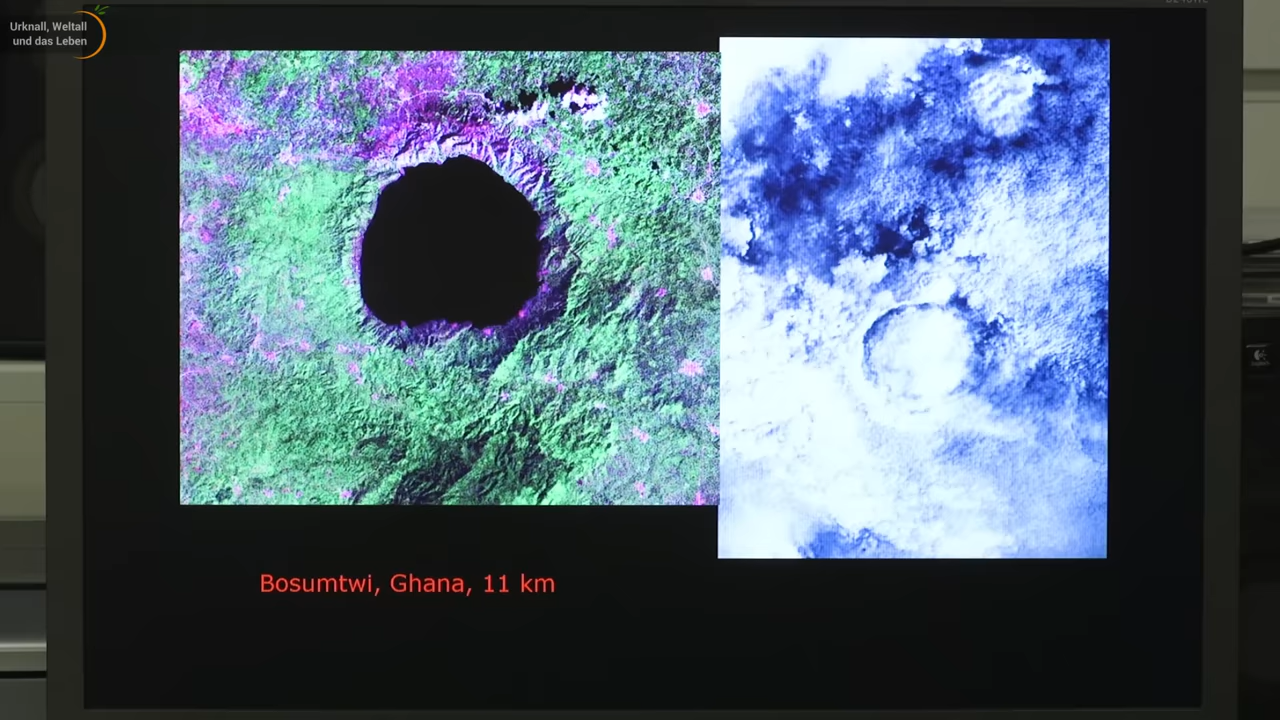 Urknall, Weltall
und das Leben
Bosumtwi, Ghana, 11 km